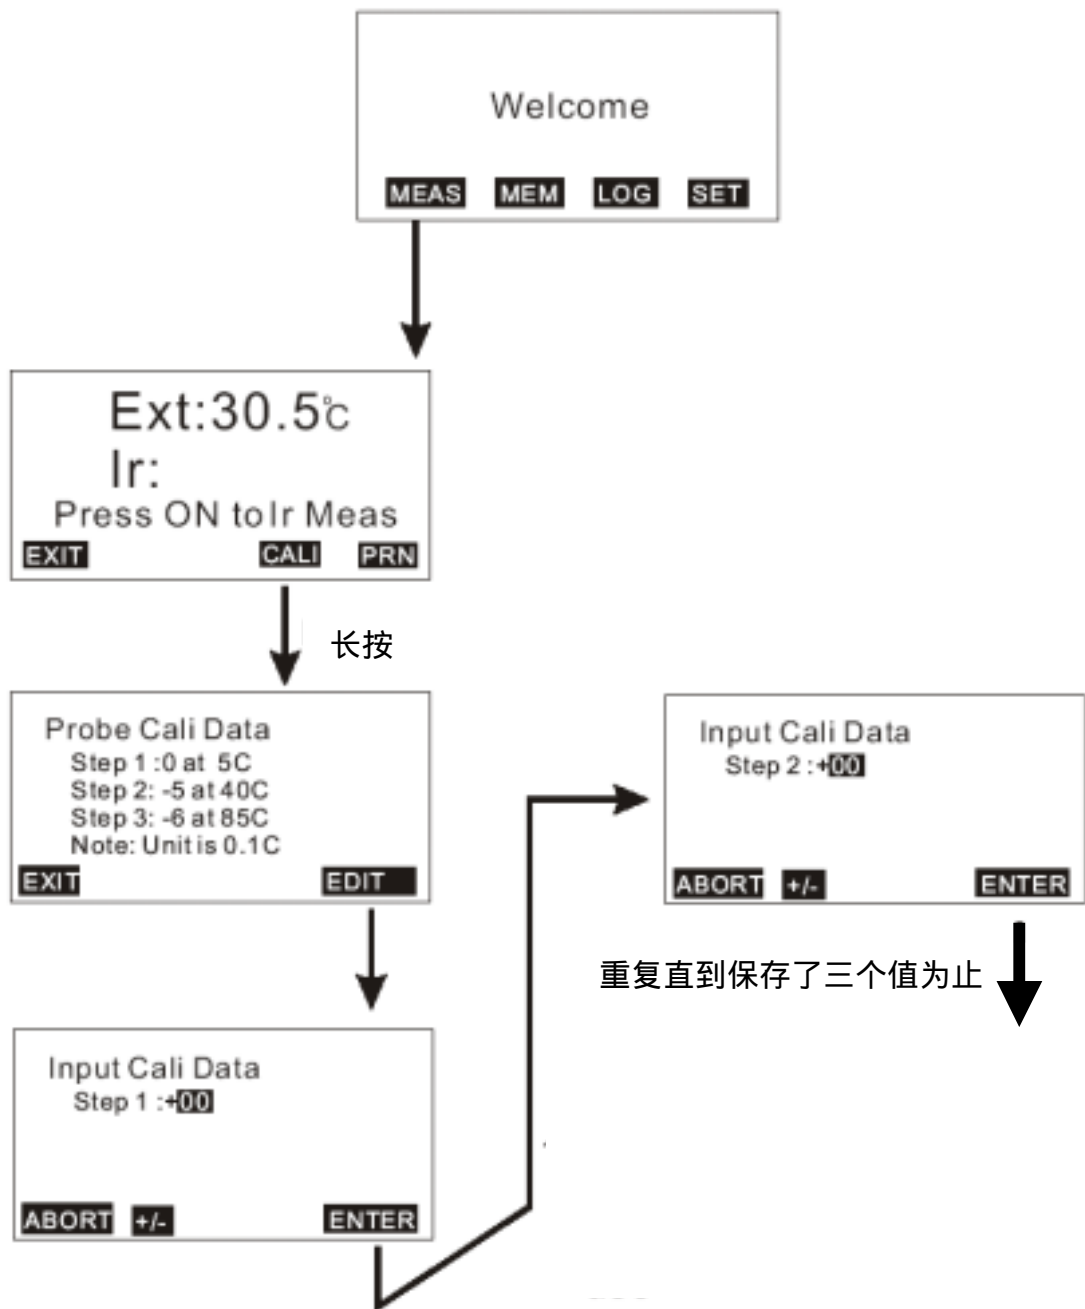 Welcome
MEAS MEM LOG SET
Ext:30.5℃
Ir:
Press ON to Ir Meas
EXIT CALI PRN
长按
Probe Cali Data
Step 1 :0 at 5C
Step 2: -5 at 40C
Step 3: -6 at 85C
Note: Unit is 0.1C
EXIT EDIT
Input Cali Data
Step 1 :+00
ABORT +/- ENTER
Input Cali Data
Step 2 :+00
ABORT +/- ENTER
重复直到保存了三个值为止